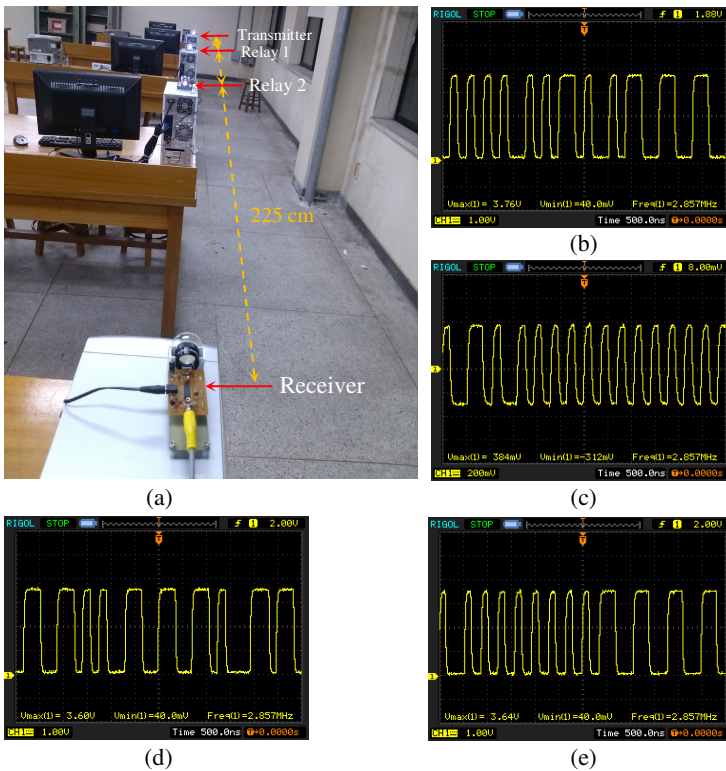 Transmitter
Relay 1
Relay 2
225 cm
Receiver
(a)
RIGOL STOP T 1 1.88V
T
1
Vmax(1)= 3.76V Vmin(1)=40.0mV Freq(1)=2.857MHz
CH1 1.00V Time 500.0ns T→0.0000s
(b)
RIGOL STOP T 1 8.00mV
T
1
Vmax(1)= 384mV Vmin(1)=-312mV Freq(1)=2.857MHz
CH1 200mV Time 500.0ns T→0.0000s
(c)
RIGOL STOP T 1 2.00V
T
1
Vmax(1)= 3.60V Vmin(1)=40.0mV Freq(1)=2.857MHz
CH1 1.00V Time 500.0ns T→0.0000s
(d)
RIGOL STOP T 1 2.00V
T
1
Vmax(1)= 3.64V Vmin(1)=40.0mV Freq(1)=2.857MHz
CH1 1.00V Time 500.0ns T→0.0000s
(e)